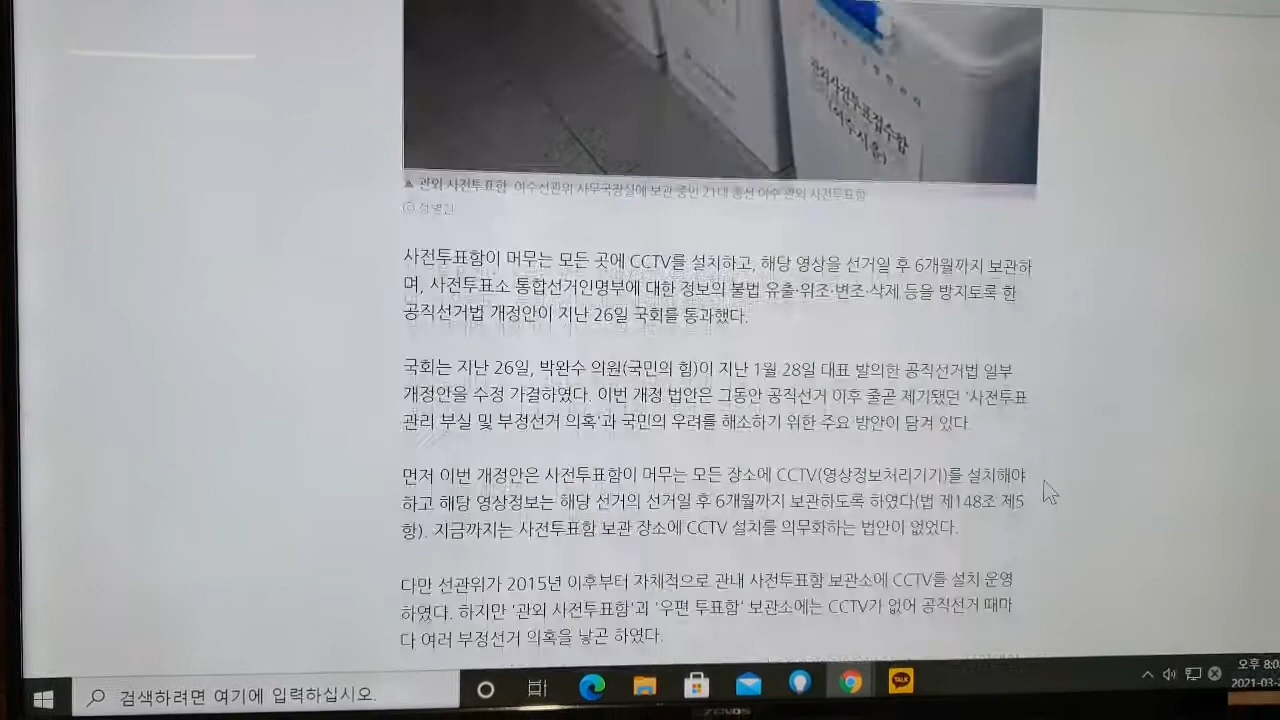 관외사전투표접수함
(여수시을)
▲ 관외 사전투표함 여수선관위 사무국장실에 보관 중인 21대 총선 여수 관외 사전투표함
사전투표함이 머무는 모든 곳에 CCTV를 설치하고, 해당 영상을 선거일 후 6개월까지 보관하
며, 사전투표소 통합선거인명부에 대한 정보의 불법 유출·위조·변조·삭제 등을 방지토록 한
공직선거법 개정안이 지난 26일 국회를 통과했다.
국회는 지난 26일, 박완수 의원(국민의 힘)이 지난 1월 28일 대표 발의한 공직선거법 일부
개정안을 수정 가결하였다. 이번 개정 법안은 그동안 공직선거 이후 줄곧 제기됐던 '사전투표
관리 부실 및 부정선거 의혹'과 국민의 우려를 해소하기 위한 주요 방안이 담겨 있다.
먼저 이번 개정안은 사전투표함이 머무는 모든 장소에 CCTV(영상정보처리기기)를 설치해야
하고 해당 영상정보는 해당 선거의 선거일 후 6개월까지 보관하도록 하였다(법 제148조 제5
항). 지금까지는 사전투표함 보관 장소에 CCTV 설치를 의무화하는 법안이 없었다.
다만 선관위가 2015년 이후부터 자체적으로 관내 사전투표함 보관소에 CCTV를 설치 운영
하였다. 하지만 '관외 사전투표함'과 '우편 투표함' 보관소에는 CCTV가 없어 공직선거 때마
다 여러 부정선거 의혹을 낳곤 하였다.
검색하려면 여기에 입력하십시오.
TALK
오후 8:0
2021-03-
ZENOS